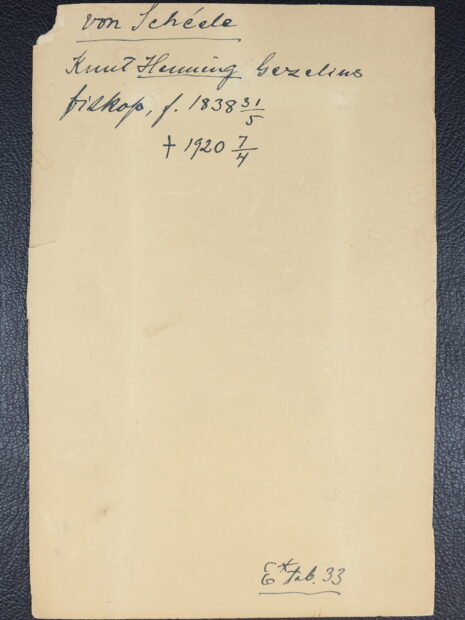 von Schéele
Knut Henning Gezelius
biskop, f. 1838 31/5
† 1920 7/4
E* tab. 33